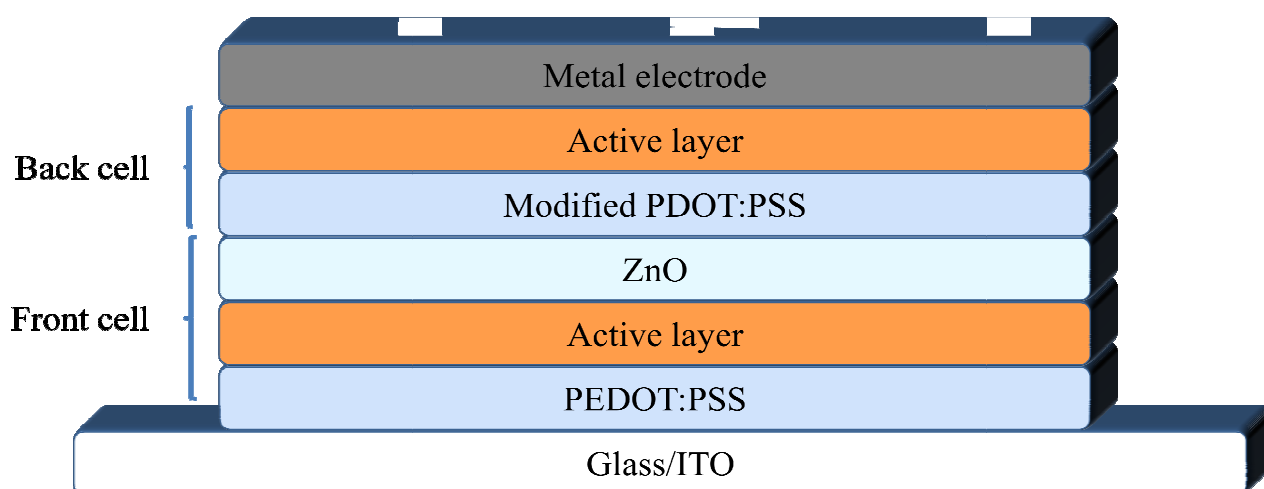 Metal electrode
Active layer
Back cell
Modified PDOT:PSS
ZnO
Front cell
Active layer
PEDOT:PSS
Glass/ITO